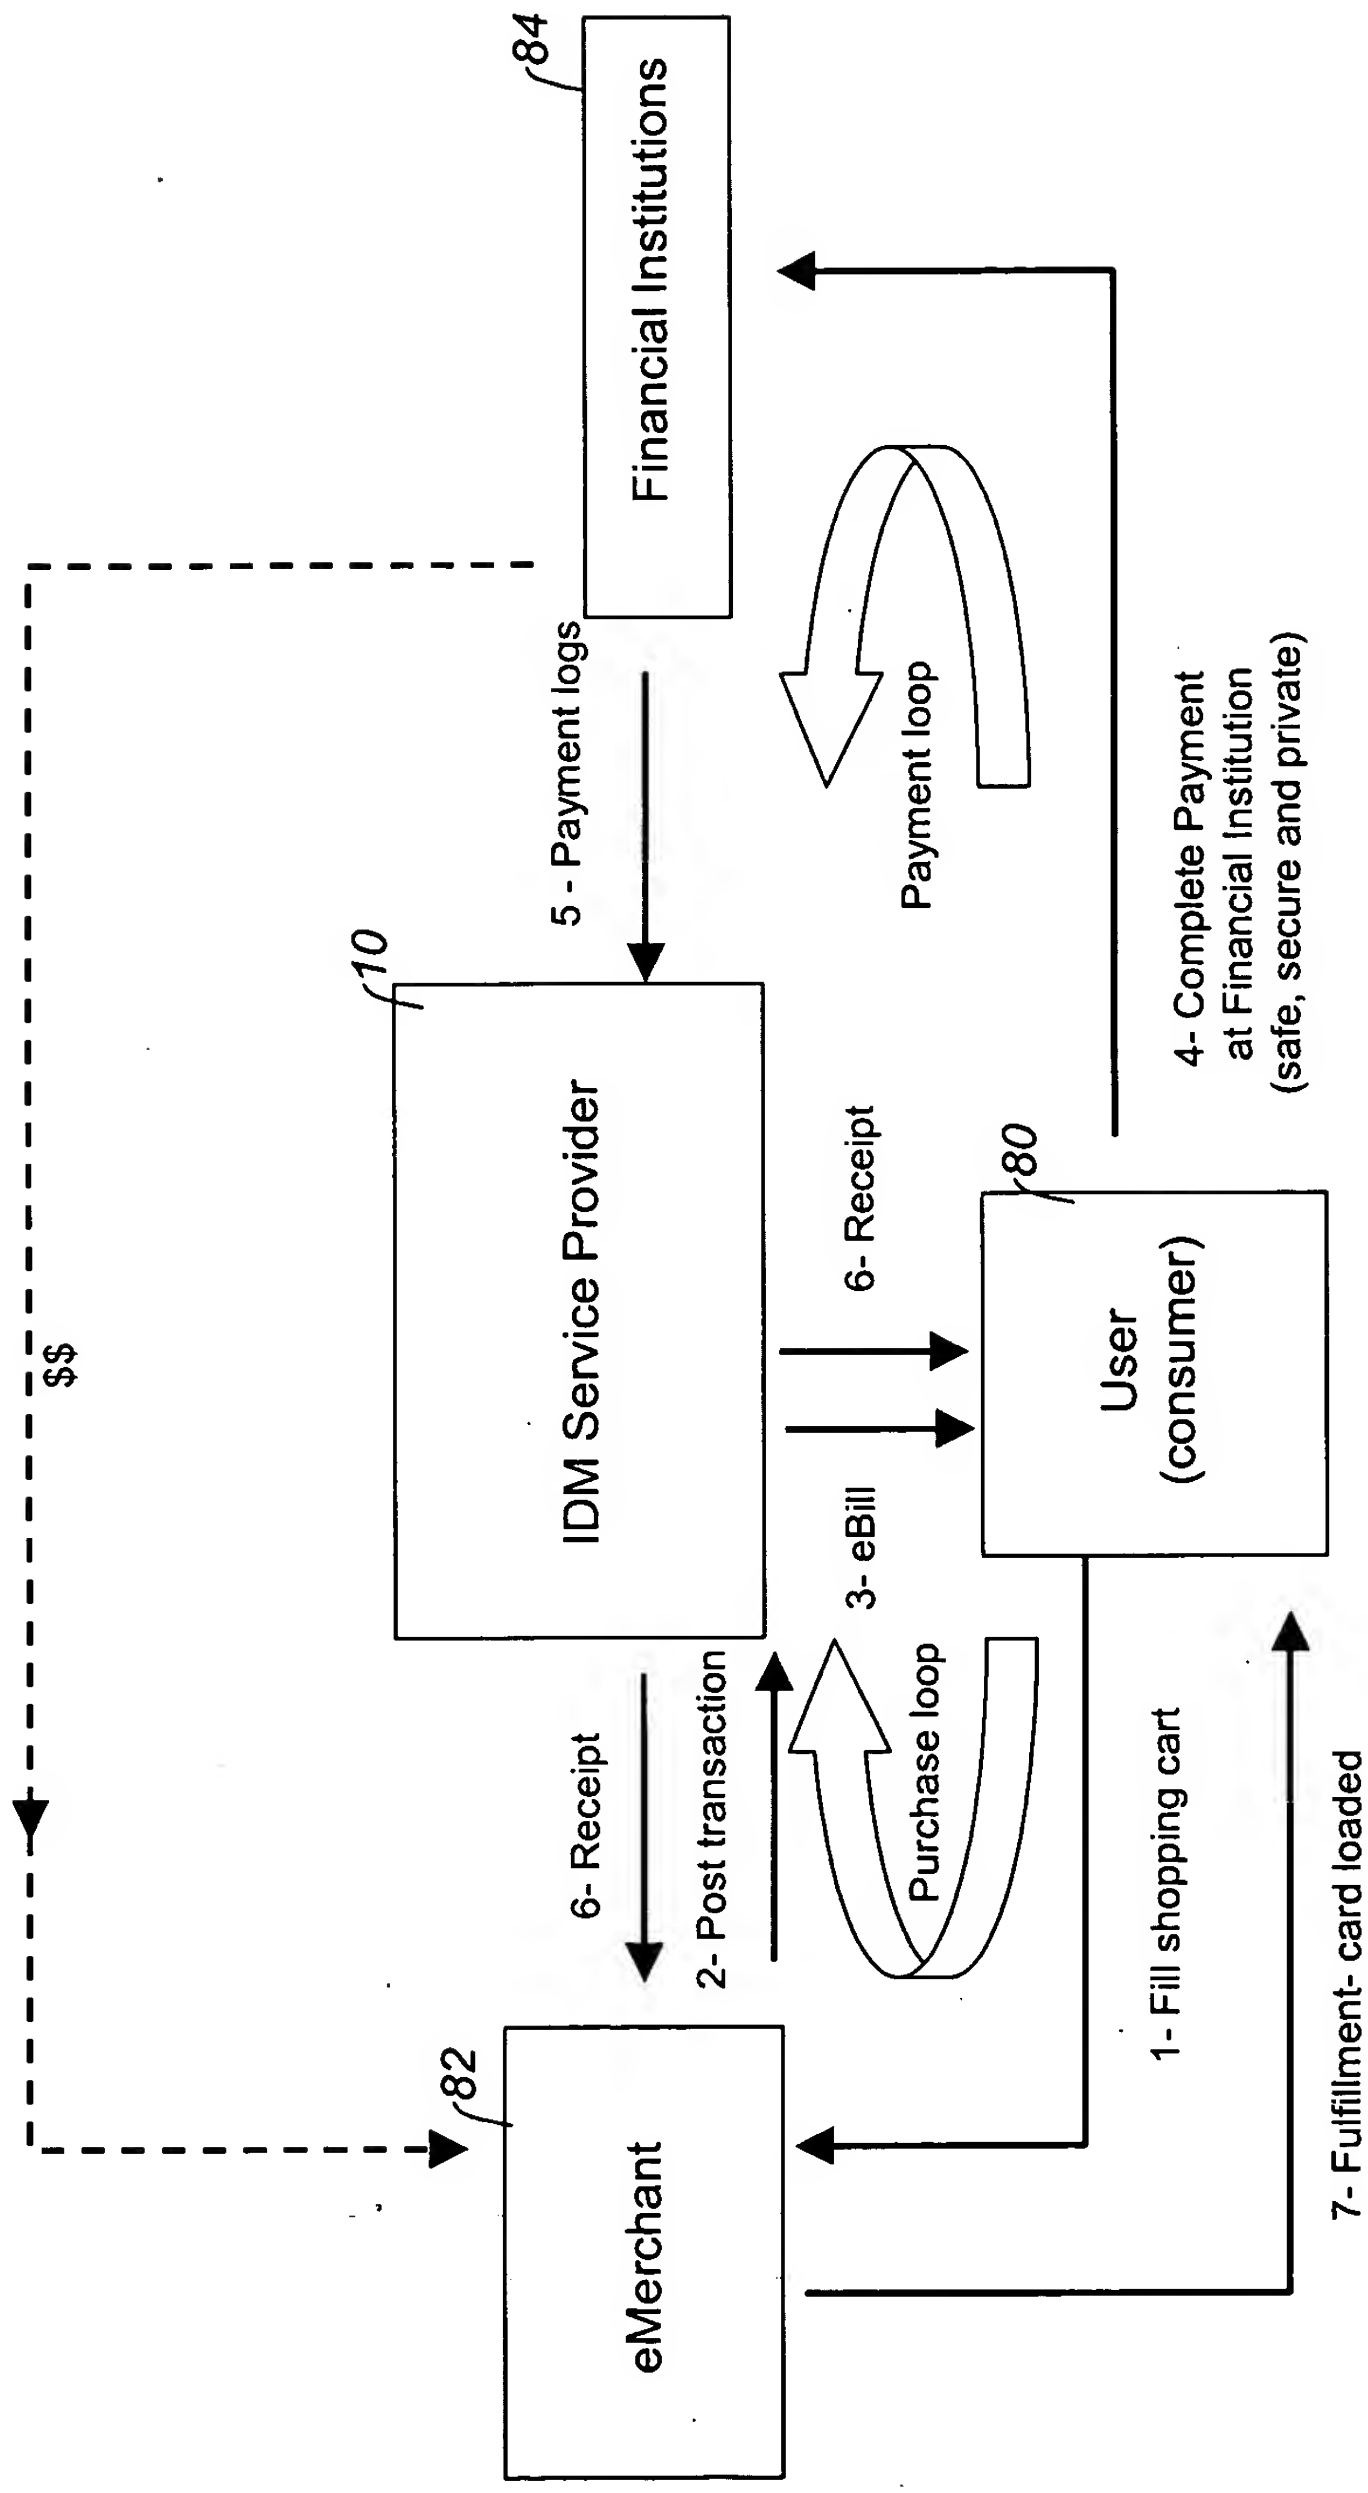 $$
84
Financial Institutions
5 - Payment logs
10
IDM Service Provider
6- Receipt
2- Post transaction
82
eMerchant
Payment loop
6- Receipt
3- eBill
Purchase loop
80
User
(consumer)
4- Complete Payment
at Financial Institution
(safe, secure and private)
1- Fill shopping cart
7- Fulfillment- card loaded